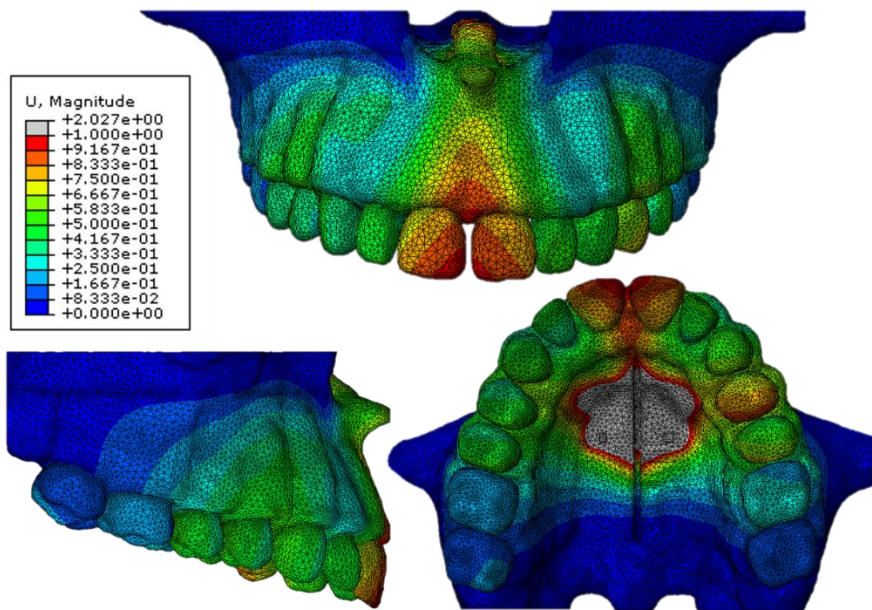 U, Magnitude
+2.027e+00
+1.000e+00
+9.167e-01
+8.333e-01
+7.500e-01
+6.667e-01
+5.833e-01
+5.000e-01
+4.167e-01
+3.333e-01
+2.500e-01
+1.667e-01
+8.333e-02
+0.000e+00